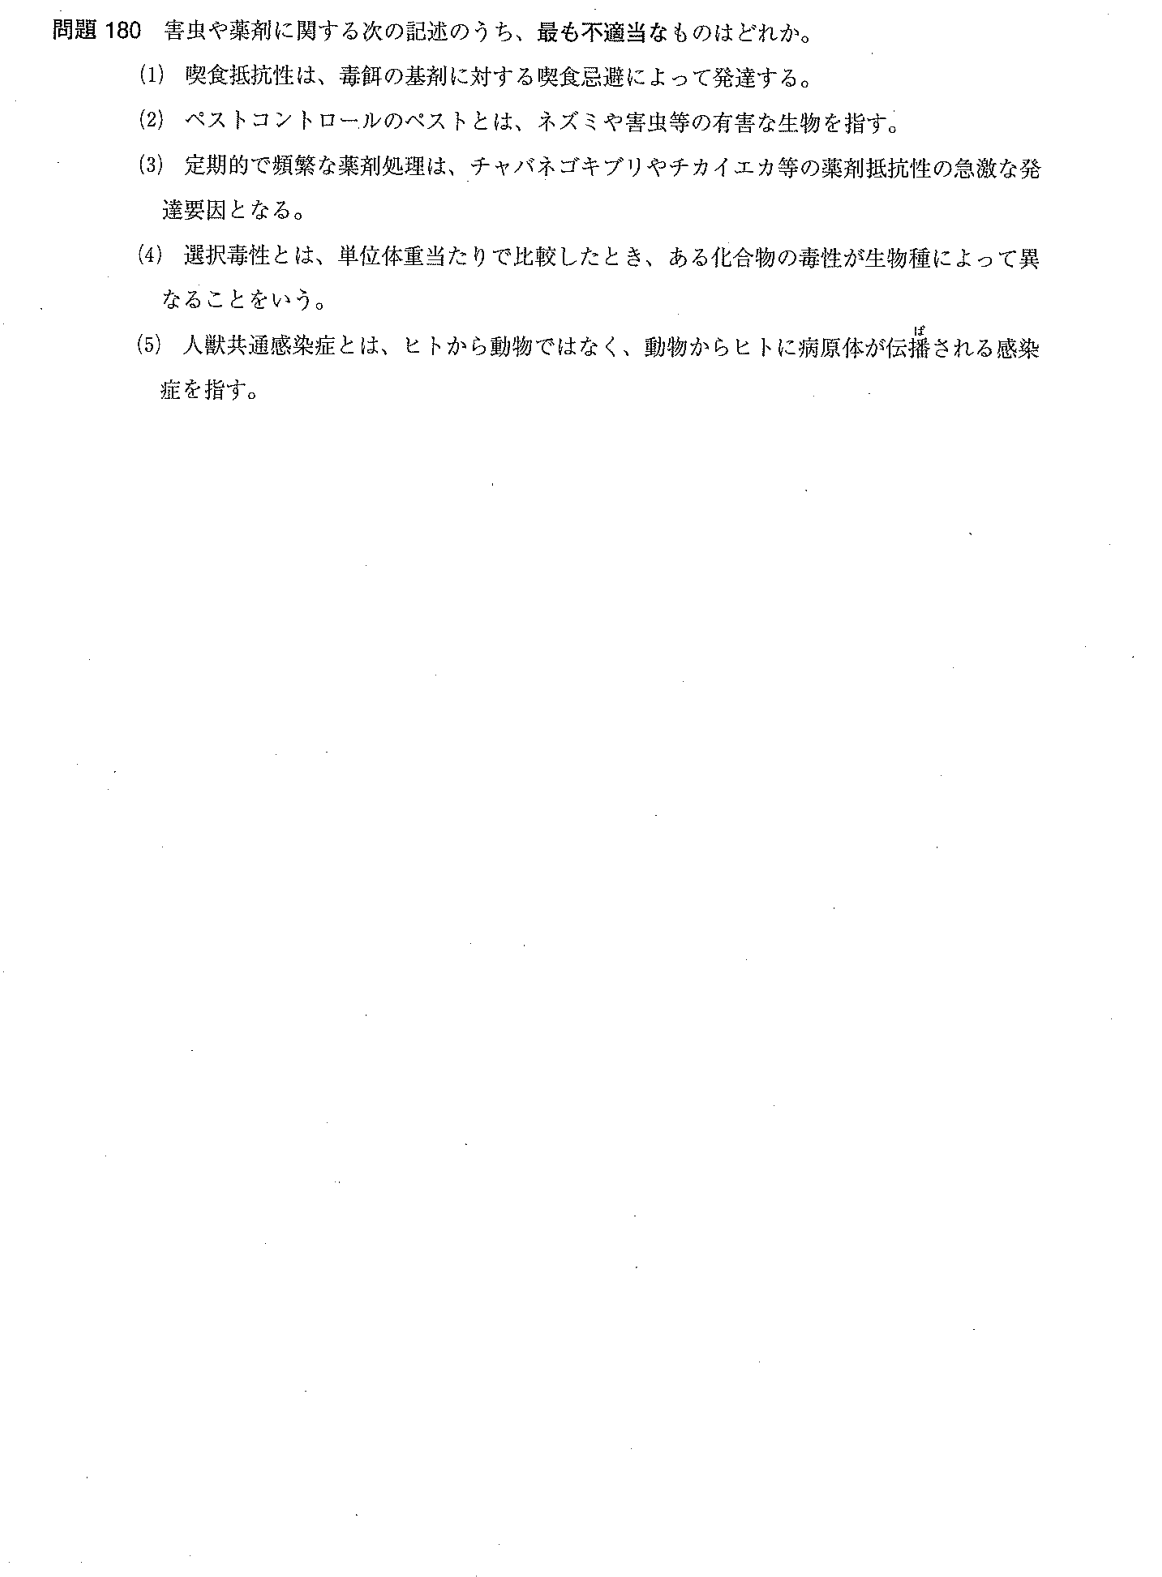 問題 180 害虫や薬剤に関する次の記述のうち、最も不適当なものはどれか。
(1) 喫食抵抗性は、毒餌の基剤に対する喫食忌避によって発達する。
(2) ペストコントロールのペストとは、ネズミや害虫等の有害な生物を指す。
(3) 定期的で頻繁な薬剤処理は、チャバネゴキブリやチカイエカ等の薬剤抵抗性の急激な発
達要因となる。
(4) 選択毒性とは、単位体重当たりで比較したとき、ある化合物の毒性が生物種によって異
なることをいう。
ぱ
(5) 人獣共通感染症とは、ヒトから動物ではなく、動物からヒトに病原体が伝播される感染
症を指す。